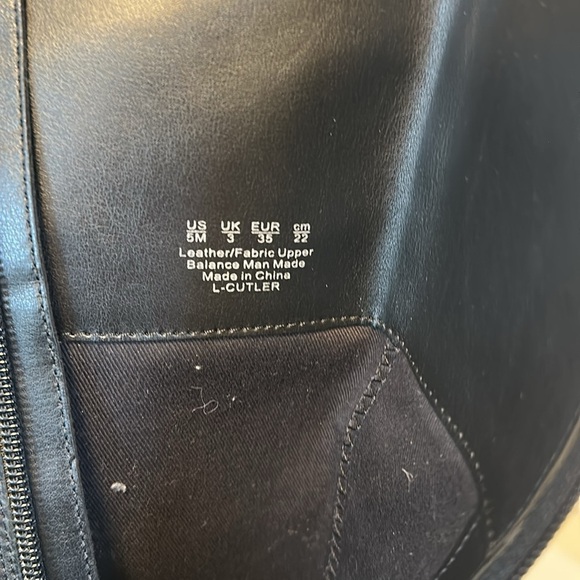 US UK EUR cm
5M 3 35 22
Leather/Fabric Upper
Balance Man Made
Made in China
L-CUTLER